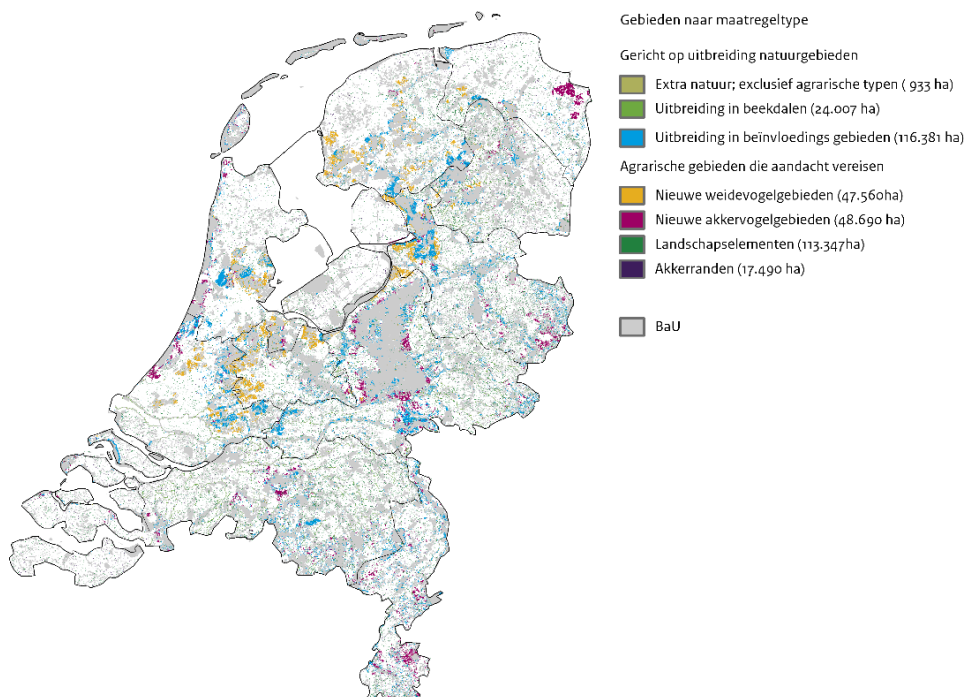 Gebieden naar maatregeltype
Gericht op uitbreiding natuurgebieden
Extra natuur; exclusief agrarische typen ( 933 ha)
Uitbreiding in beekdalen (24.007 ha)
Uitbreiding in beïnvloedings gebieden (116.381 ha)
Agrarische gebieden die aandacht vereisen
Nieuwe weidevogelgebieden (47.560ha)
Nieuwe akkervogelgebieden (48.690 ha)
Landschapselementen (113.347ha)
Akkerranden (17.490 ha)
BaU